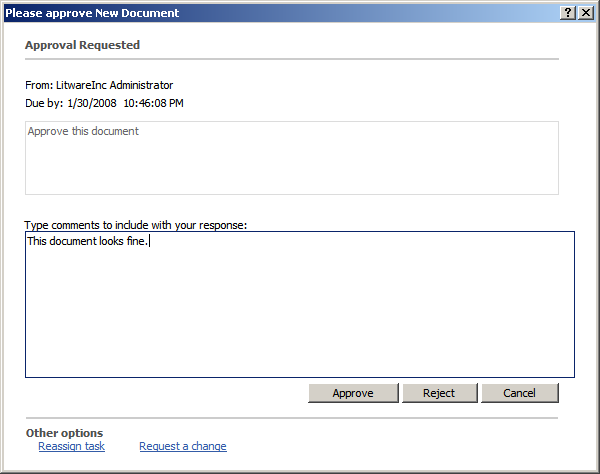 Please approve New Document
Approval Requested
From: LitwareInc Administrator
Due by: 1/30/2008 10:46:08 PM
Approve this document
Type comments to include with your response:
This document looks fine.
Approve Reject Cancel
Other options
Reassign task Request a change